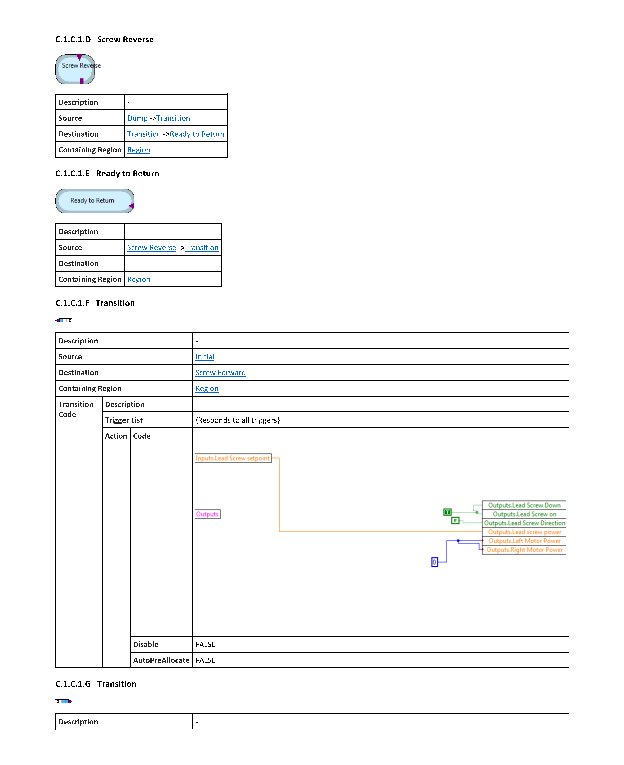 C.1.C.1.D Screw Reverse
Screw Reverse
Description -
Source Dump ->Transition
Destination Transition ->Ready to Return
Containing Region Region
C.1.C.1.E Ready to Return
Ready to Return
Description
Source Screw Reverse ->Transition
Destination
Containing Region Region
C.1.C.1.F Transition
Description -
Source Initial
Destination Screw Forward
Containing Region Region
Transition Code Description
Trigger List {Responds to all triggers}
Action Code
Inputs.Lead Screw setpoint
Outputs
Outputs.Lead Screw Down
Outputs.Lead Screw on
Outputs.Lead Screw Direction
Outputs.Lead screw power
Outputs.Left Motor Power
Outputs.Right Motor Power
0
Disable FALSE
AutoPreAllocate FALSE
C.1.C.1.G Transition
Description -